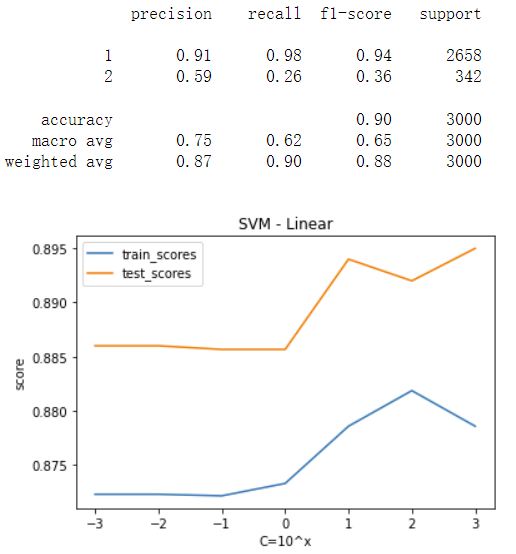 precision recall f1-score support
1 0.91 0.98 0.94 2658
2 0.59 0.26 0.36 342
accuracy 0.90 3000
macro avg 0.75 0.62 0.65 3000
weighted avg 0.87 0.90 0.88 3000
SVM - Linear
train_scores
test_scores
0.895
0.890
0.885
0.880
0.875
score
−3 −2 −1 0 1 2 3
C=10^x